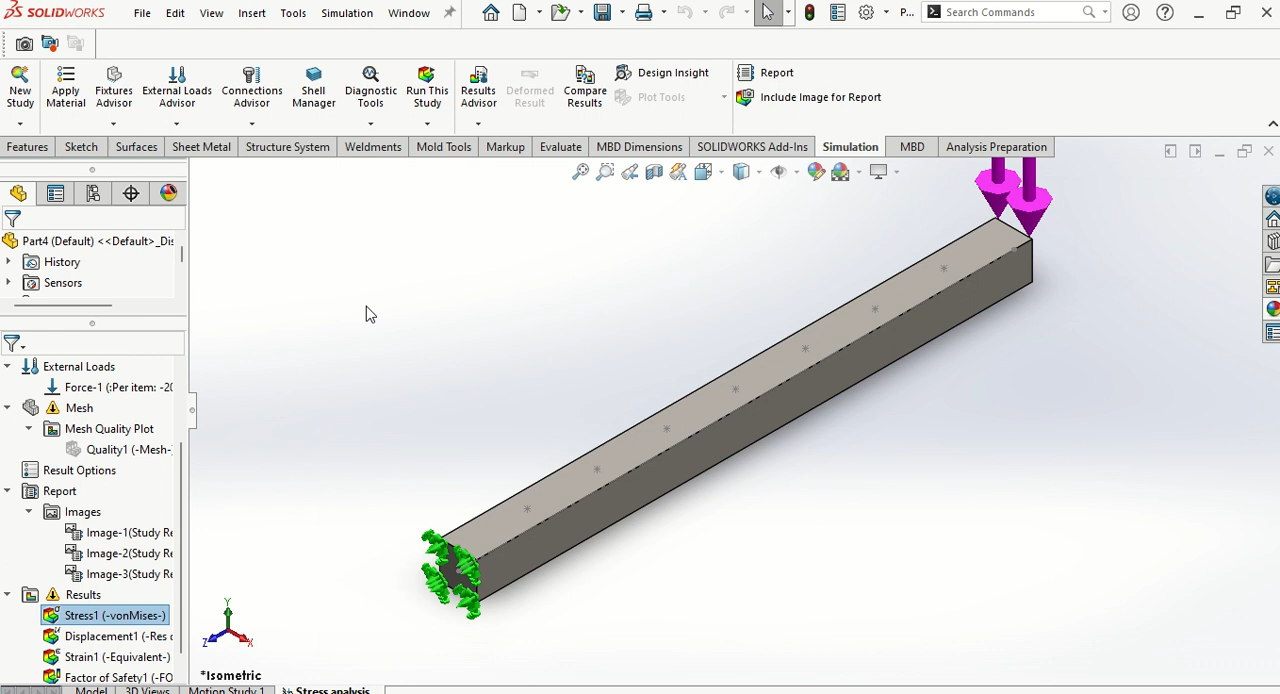 SOLIDWORKS File Edit View Insert Tools Simulation Window P... Search Commands
New Study
Apply Material
Fixtures Advisor
External Loads Advisor
Connections Advisor
Shell Manager
Diagnostic Tools
Run This Study
Results Advisor
Deformed Result
Compare Results
Design Insight
Plot Tools
Report
Include Image for Report
Features Sketch Surfaces Sheet Metal Structure System Weldments Mold Tools Markup Evaluate MBD Dimensions SOLIDWORKS Add-Ins Simulation MBD Analysis Preparation
Part4 (Default) <<Default>_Dis
History
Sensors
External Loads
Force-1 (:Per item: -20
Mesh
Mesh Quality Plot
Quality1 (-Mesh-
Result Options
Report
Images
Image-1(Study Re
Image-2(Study Re
Image-3(Study Re
Results
Stress1 (-vonMises-)
Displacement1 (-Res
Strain1 (-Equivalent-)
Factor of Safety1 (-FO
Y
Z X
*Isometric
Model 3D Views Motion Study 1 Stress analysis